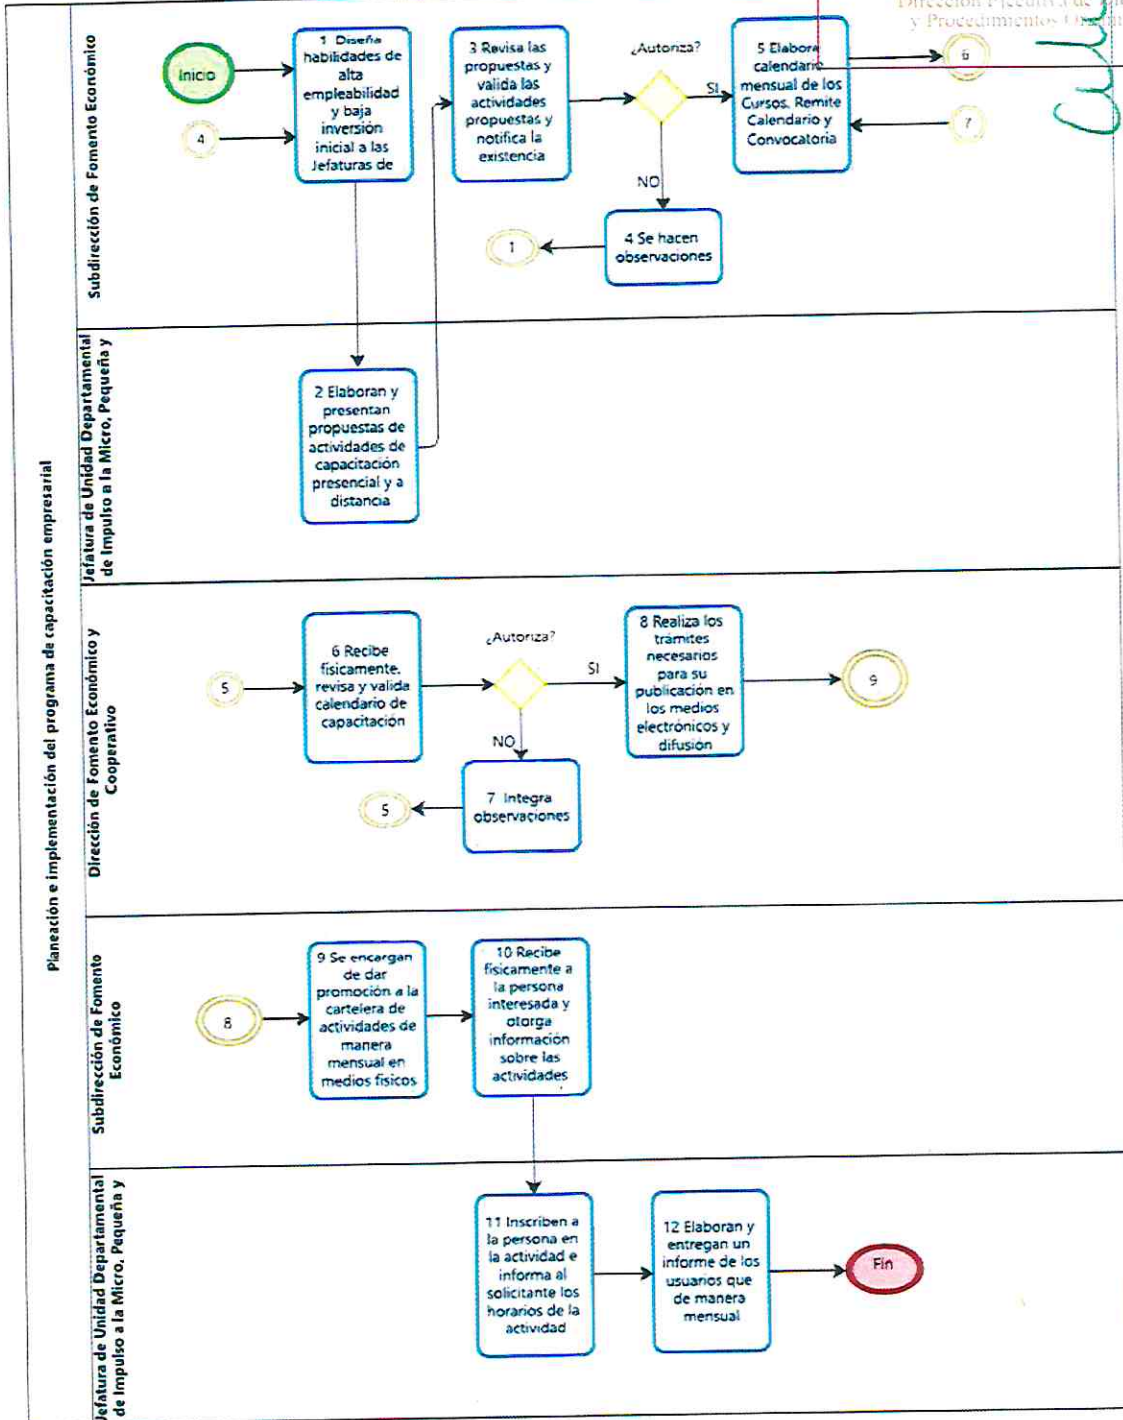 Planeación e implementación del programa de capacitación empresarial
Subdirección de Fomento Económico
Inicio
4
1 Diseña
habilidades de
alta
empleabilidad
y baja
inversión
inicial a las
Jefaturas de
3 Revisa las
propuestas y
valida las
actividades
propuestas y
notifica la
existencia
¿Autoriza?
SI
NO
4 Se hacen
observaciones
1
5 Elabora
calendario
mensual de los
Cursos. Remite
Calendario y
Convocatoria
6
7
y Procedimientos
Jefatura de Unidad Departamental
de Impulso a la Micro, Pequeña y
2 Elaboran y
presentan
propuestas de
actividades de
capacitación
presencial y a
distancia
Dirección de Fomento Económico y
Cooperativo
5
6 Recibe
físicamente,
revisa y valida
calendario de
capacitación
¿Autoriza?
SI
NO
7 Integra
observaciones
5
8 Realiza los
trámites
necesarios
para su
publicación en
los medios
electrónicos y
difusión
9
Subdirección de Fomento
Económico
8
9 Se encargan
de dar
promoción a la
cartelera de
actividades de
manera
mensual en
medios físicos
10 Recibe
físicamente a
la persona
interesada y
otorga
información
sobre las
actividades
Jefatura de Unidad Departamental
de Impulso a la Micro, Pequeña y
11 Inscriben a
la persona en
la actividad e
informa al
solicitante los
horarios de la
actividad
12 Elaboran y
entregan un
informe de los
usuarios que
de manera
mensual
Fin